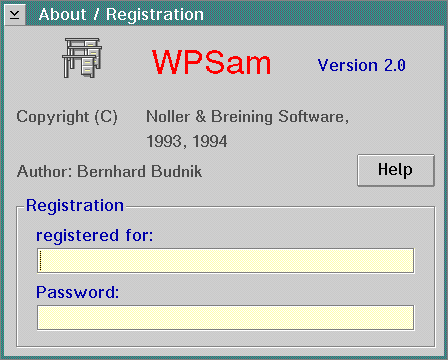 About / Registration
WPSam Version 2.0
Copyright (C) Noller & Breining Software,
1993, 1994
Author: Bernhard Budnik
Help
Registration
registered for:
Password: